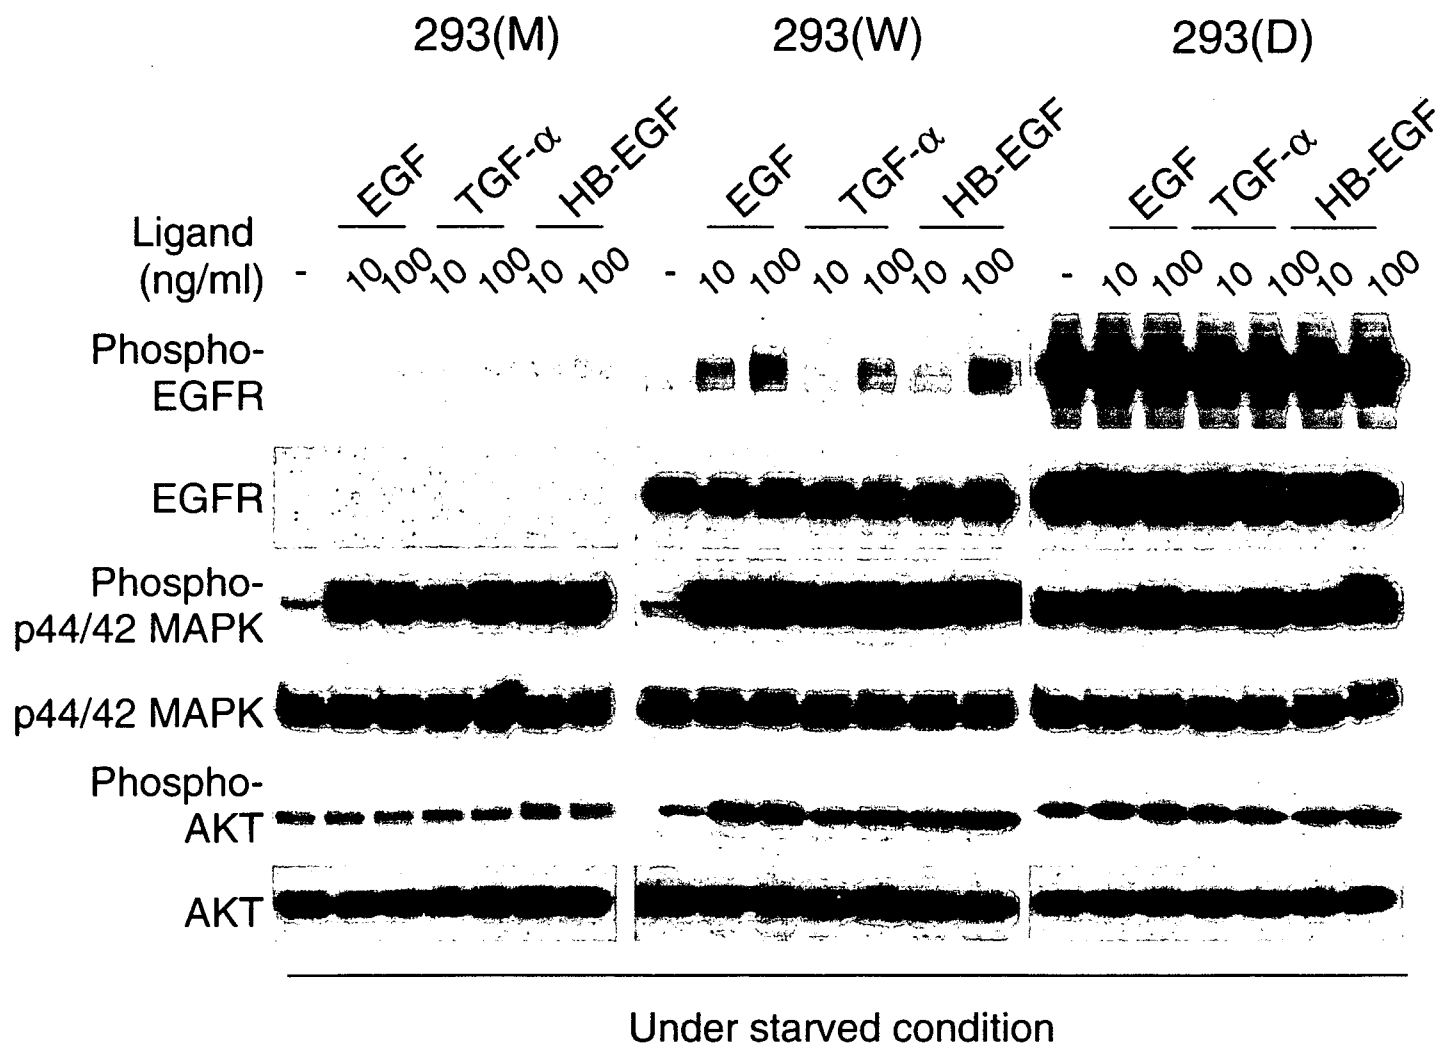 293(M) 293(W) 293(D)
EGF TGF-α HB-EGF EGF TGF-α HB-EGF EGF TGF-α HB-EGF
Ligand
(ng/ml) - 10 100 10 100 10 100 - 10 100 10 100 10 100 - 10 100 10 100 10 100
Phospho-
EGFR
EGFR
Phospho-
p44/42 MAPK
p44/42 MAPK
Phospho-
AKT
AKT
Under starved condition